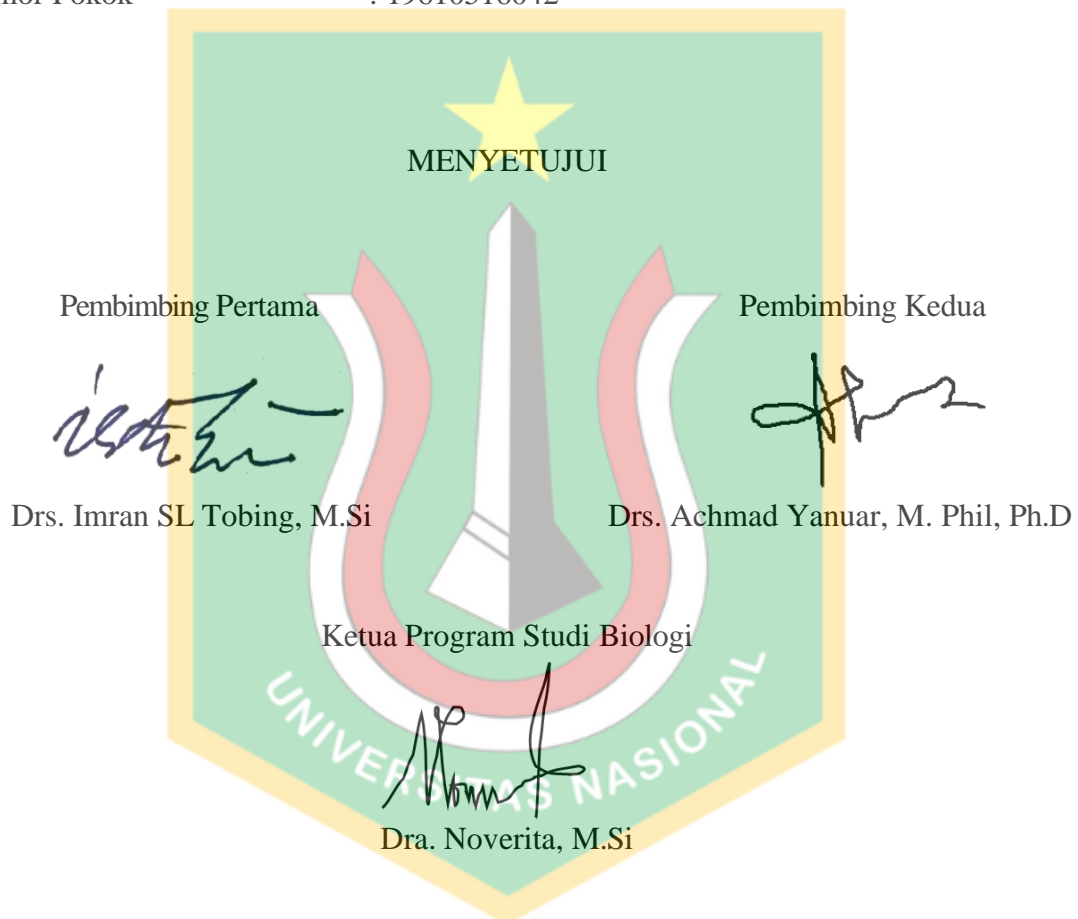 MENYETUJUI
Pembimbing Pertama Pembimbing Kedua
Drs. Imran SL Tobing, M.Si Drs. Achmad Yanuar, M. Phil, Ph.D
Ketua Program Studi Biologi
UNIVERSITAS NASIONAL
Dra. Noverita, M.Si